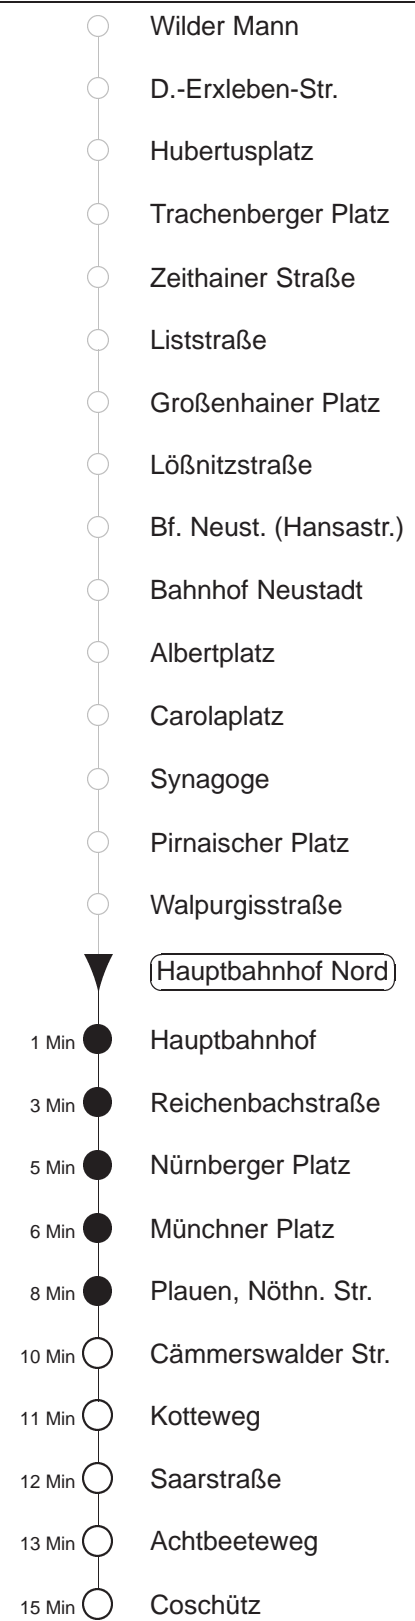 Wilder Mann
D.-Erxleben-Str.
Hubertusplatz
Trachenberger Platz
Zeithainer Straße
Liststraße
Großenhainer Platz
Lößnitzstraße
Bf. Neust. (Hansastr.)
Bahnhof Neustadt
Albertplatz
Carolaplatz
Synagoge
Pirnaischer Platz
Walpurgisstraße
Hauptbahnhof Nord
1 Min Hauptbahnhof
3 Min Reichenbachstraße
5 Min Nürnberger Platz
6 Min Münchner Platz
8 Min Plauen, Nöthn. Str.
10 Min Cämmerswalder Str.
11 Min Kotteweg
12 Min Saarstraße
13 Min Achtbeeteweg
15 Min Coschütz